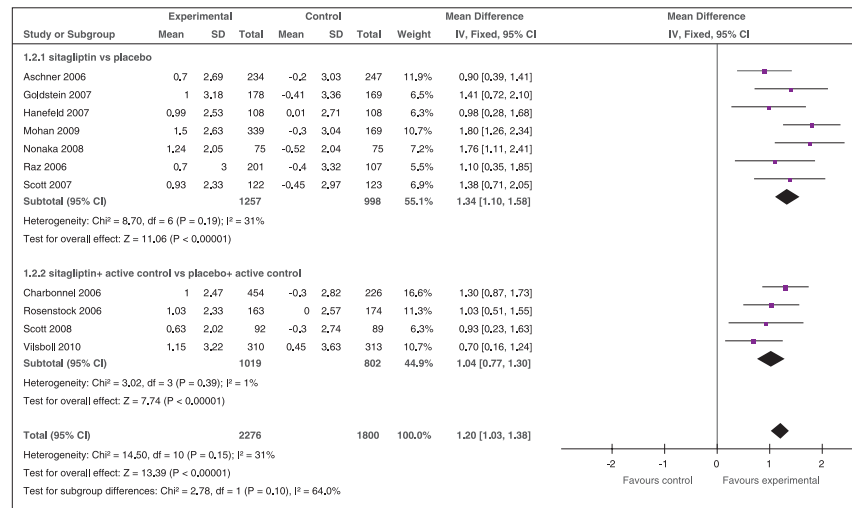 Experimental Control Mean Difference Mean Difference
Study or Subgroup Mean SD Total Mean SD Total Weight IV, Fixed, 95% CI IV, Fixed, 95% CI
1.2.1 sitagliptin vs placebo
Aschner 2006 0.7 2.69 234 -0.2 3.03 247 11.9% 0.90 [0.39, 1.41]
Goldstein 2007 1 3.18 178 -0.41 3.36 169 6.5% 1.41 [0.72, 2.10]
Hanefeld 2007 0.99 2.53 108 0.01 2.71 108 6.3% 0.98 [0.28, 1.68]
Mohan 2009 1.5 2.63 339 -0.3 3.04 169 10.7% 1.80 [1.26, 2.34]
Nonaka 2008 1.24 2.05 75 -0.52 2.04 75 7.2% 1.76 [1.11, 2.41]
Raz 2006 0.7 3 201 -0.4 3.32 107 5.5% 1.10 [0.35, 1.85]
Scott 2007 0.93 2.33 122 -0.45 2.97 123 6.9% 1.38 [0.71, 2.05]
Subtotal (95% CI) 1257 998 55.1% 1.34 [1.10, 1.58]
Heterogeneity: Chi² = 8.70, df = 6 (P = 0.19); I² = 31%
Test for overall effect: Z = 11.06 (P < 0.00001)
1.2.2 sitagliptin+ active control vs placebo+ active control
Charbonnel 2006 1 2.47 454 -0.3 2.82 226 16.6% 1.30 [0.87, 1.73]
Rosenstock 2006 1.03 2.33 163 0 2.57 174 11.3% 1.03 [0.51, 1.55]
Scott 2008 0.63 2.02 92 -0.3 2.74 89 6.3% 0.93 [0.23, 1.63]
Vilsboll 2010 1.15 3.22 310 0.45 3.63 313 10.7% 0.70 [0.16, 1.24]
Subtotal (95% CI) 1019 802 44.9% 1.04 [0.77, 1.30]
Heterogeneity: Chi² = 3.02, df = 3 (P = 0.39); I² = 1%
Test for overall effect: Z = 7.74 (P < 0.00001)
Total (95% CI) 2276 1800 100.0% 1.20 [1.03, 1.38]
Heterogeneity: Chi² = 14.50, df = 10 (P = 0.15); I² = 31%
Test for overall effect: Z = 13.39 (P < 0.00001)
Test for subgroup differences: Chi² = 2.78, df = 1 (P = 0.10), I² = 64.0%
-2 -1 0 1 2
Favours control Favours experimental